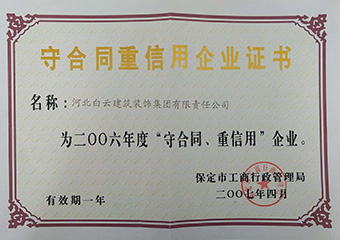 守合同重信用企业证书
名称：河北白云建筑装饰集团有限责任公司
为二〇〇六年度“守合同、重信用”企业。
保定市工商行政管理局
有效期一年
二〇〇七年四月